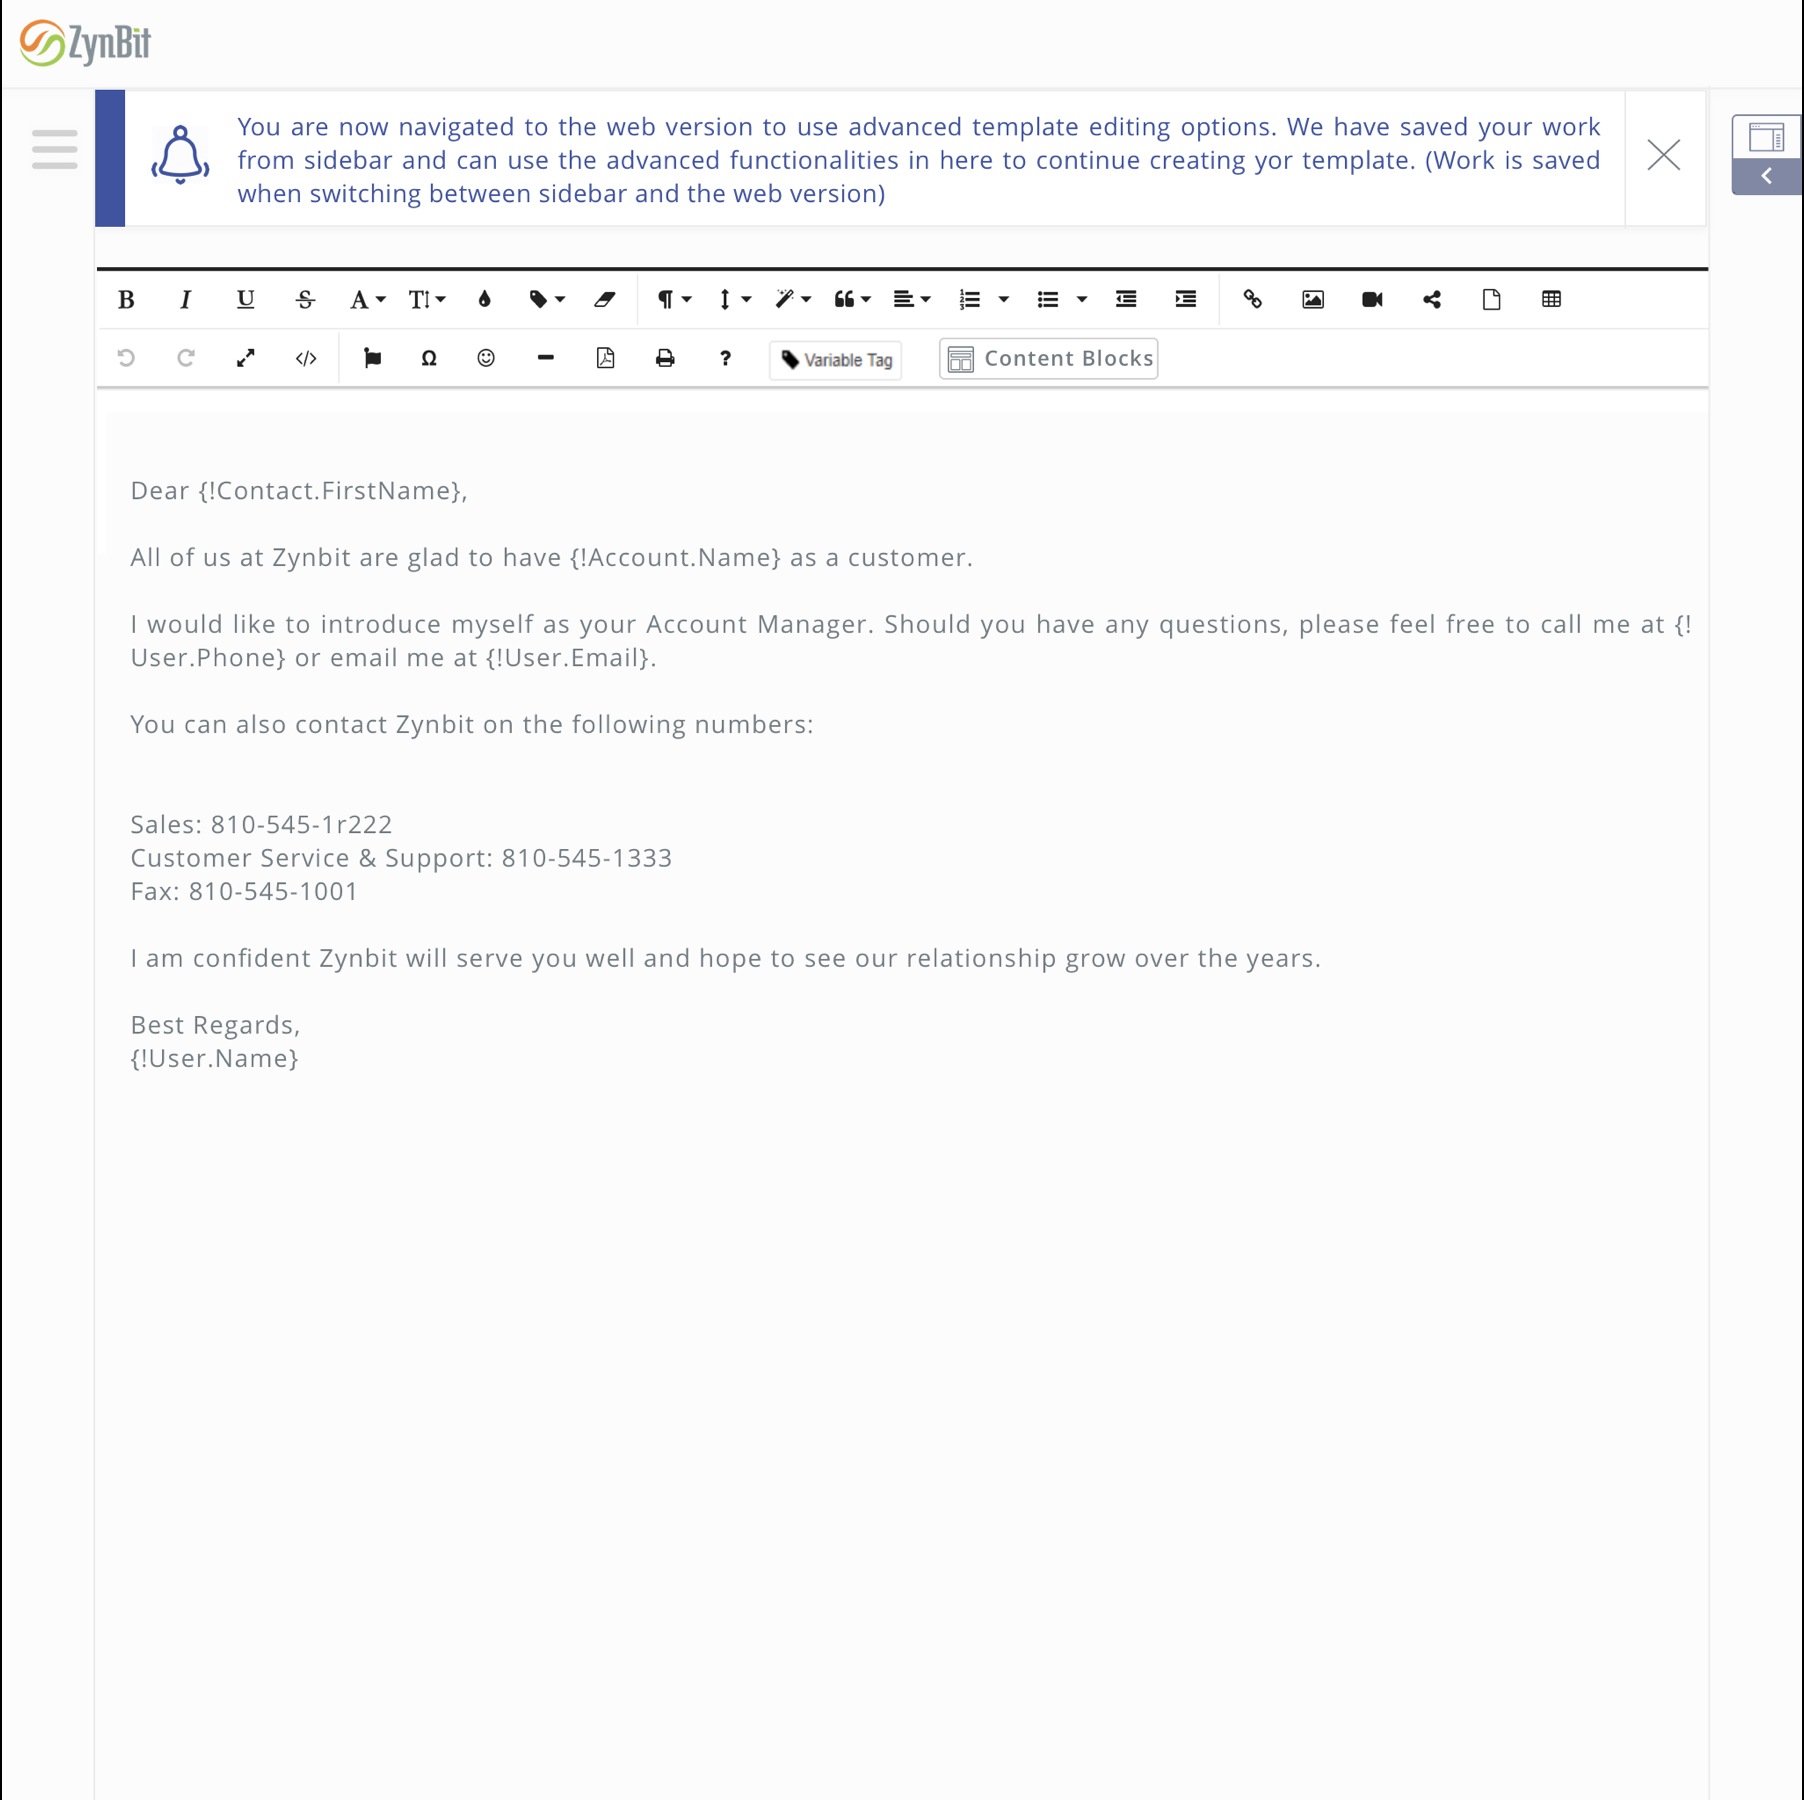 ZynBit
You are now navigated to the web version to use advanced template editing options. We have saved your work
from sidebar and can use the advanced functionalities in here to continue creating yor template. (Work is saved
when switching between sidebar and the web version)
Variable Tag
Content Blocks
Dear {!Contact.FirstName},
All of us at Zynbit are glad to have {!Account.Name} as a customer.
I would like to introduce myself as your Account Manager. Should you have any questions, please feel free to call me at {!
User.Phone} or email me at {!User.Email}.
You can also contact Zynbit on the following numbers:
Sales: 810-545-1r222
Customer Service & Support: 810-545-1333
Fax: 810-545-1001
I am confident Zynbit will serve you well and hope to see our relationship grow over the years.
Best Regards,
{!User.Name}